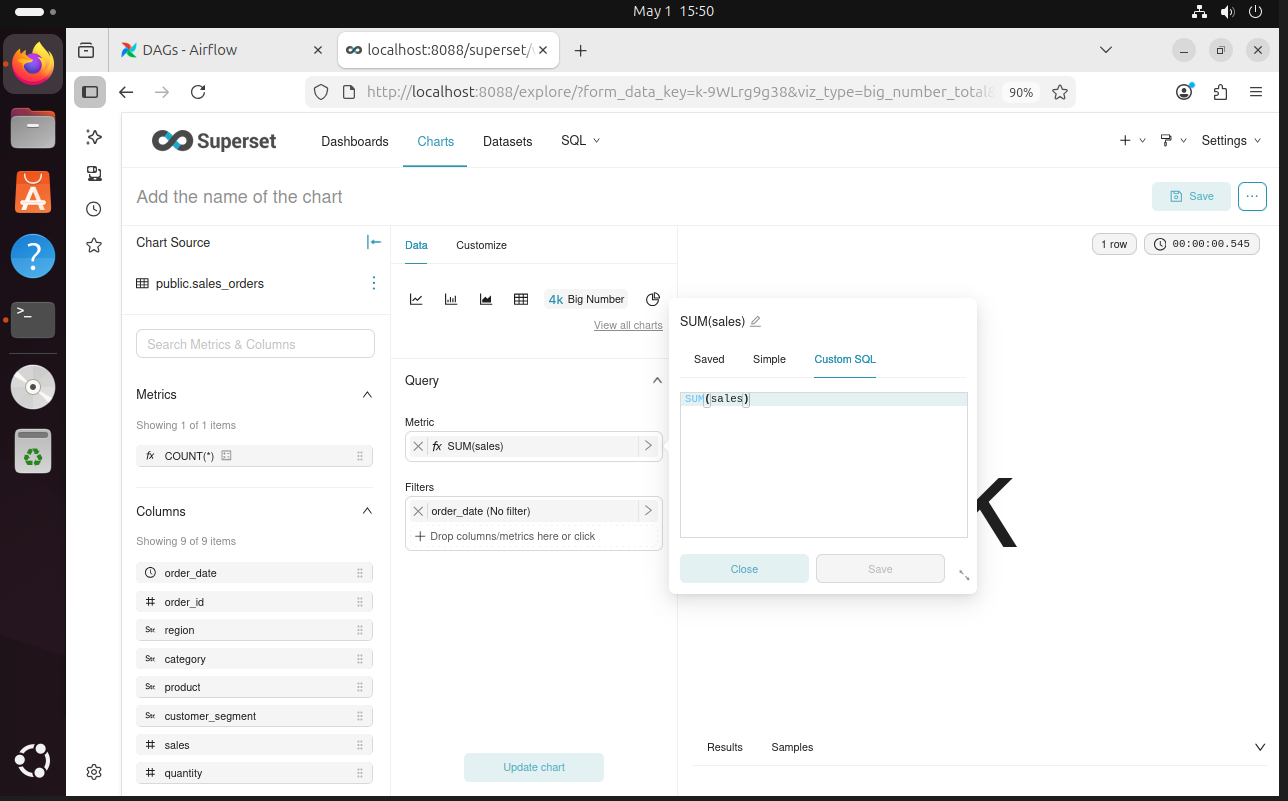 May 1 15:50
DAGs - Airflow
localhost:8088/superset/
http://localhost:8088/explore/?form_data_key=k-9WLrg9g38&viz_type=big_number_total&
90%
Superset
Dashboards
Charts
Datasets
SQL
Settings
Add the name of the chart
Save
Chart Source
public.sales_orders
Search Metrics & Columns
Metrics
Showing 1 of 1 items
fx COUNT(*)
Columns
Showing 9 of 9 items
order_date
order_id
region
category
product
customer_segment
sales
quantity
Data
Customize
4k Big Number
View all charts
Query
Metric
fx SUM(sales)
Filters
order_date (No filter)
Drop columns/metrics here or click
Update chart
1 row
00:00:00.545
SUM(sales)
Saved
Simple
Custom SQL
SUM(sales)
Close
Save
k
Results
Samples